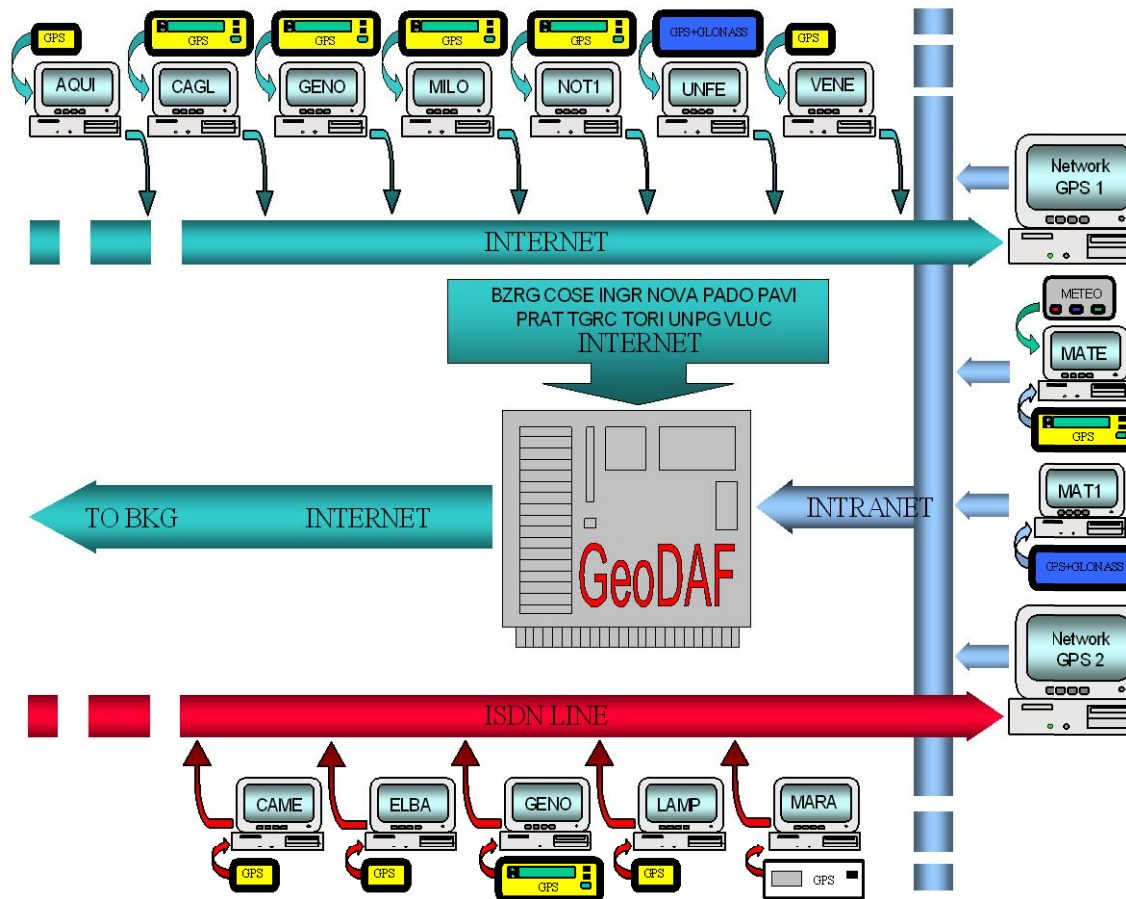 GPS
GPS
GPS
GPS
GPS
GPS+GLONASS
GPS
AQUI
CAGL
GENO
MILO
NOT1
UNFE
VENE
Network
GPS 1
INTERNET
BZRG COSE INGR NOVA PADO PAVI
PRAT TGRC TORI UNPG VLUC
INTERNET
METEO
MATE
GPS
TO BKG
INTERNET
INTRANET
MAT1
GPS+GLONASS
GeoDAF
Network
GPS 2
ISDN LINE
CAME
ELBA
GENO
LAMP
MARA
GPS
GPS
GPS
GPS
GPS